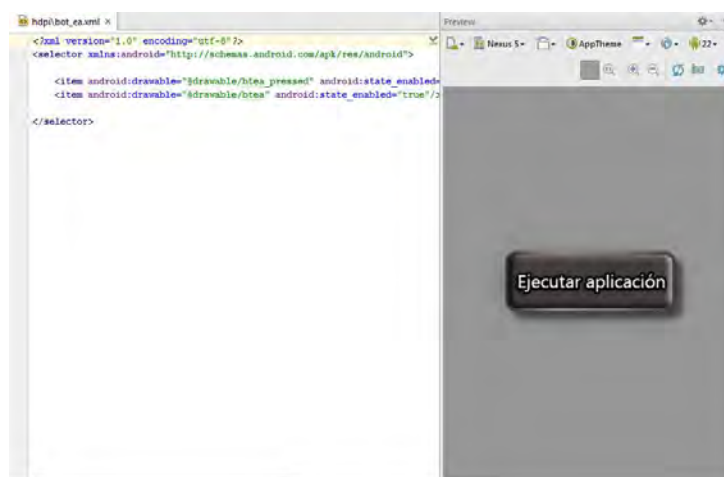 hdpi\bot_ea.xml ×
<?xml version="1.0" encoding="utf-8"?>
<selector xmlns:android="http://schemas.android.com/apk/res/android">
<item android:drawable="@drawable/btea_pressed" android:state_enabled=
<item android:drawable="@drawable/btea" android:state_enabled="true"/>
</selector>
Preview
Nexus 5
AppTheme
22
Ejecutar aplicación